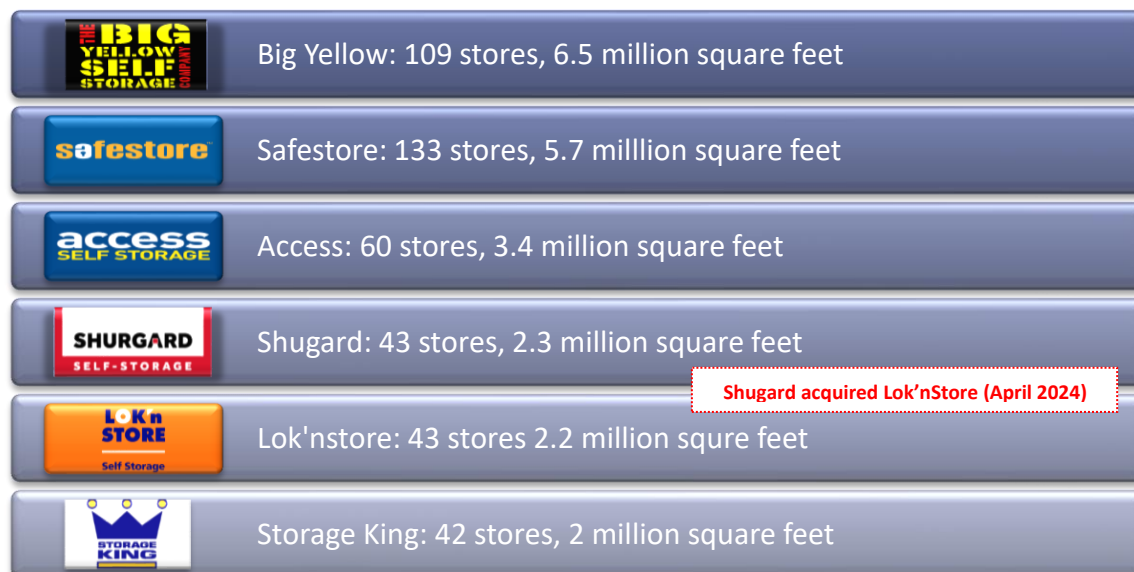 THE
BIG
YELLOW
SELF
STORAGE
COMPANY
Big Yellow: 109 stores, 6.5 million square feet
safestore
Safestore: 133 stores, 5.7 milllion square feet
access
SELF STORAGE
Access: 60 stores, 3.4 million square feet
SHURGARD
SELF-STORAGE
Shugard: 43 stores, 2.3 million square feet
Shugard acquired Lok'nStore (April 2024)
LOK'n
STORE
Self Storage
Lok'nstore: 43 stores 2.2 million squre feet
STORAGE
KING
Storage King: 42 stores, 2 million square feet